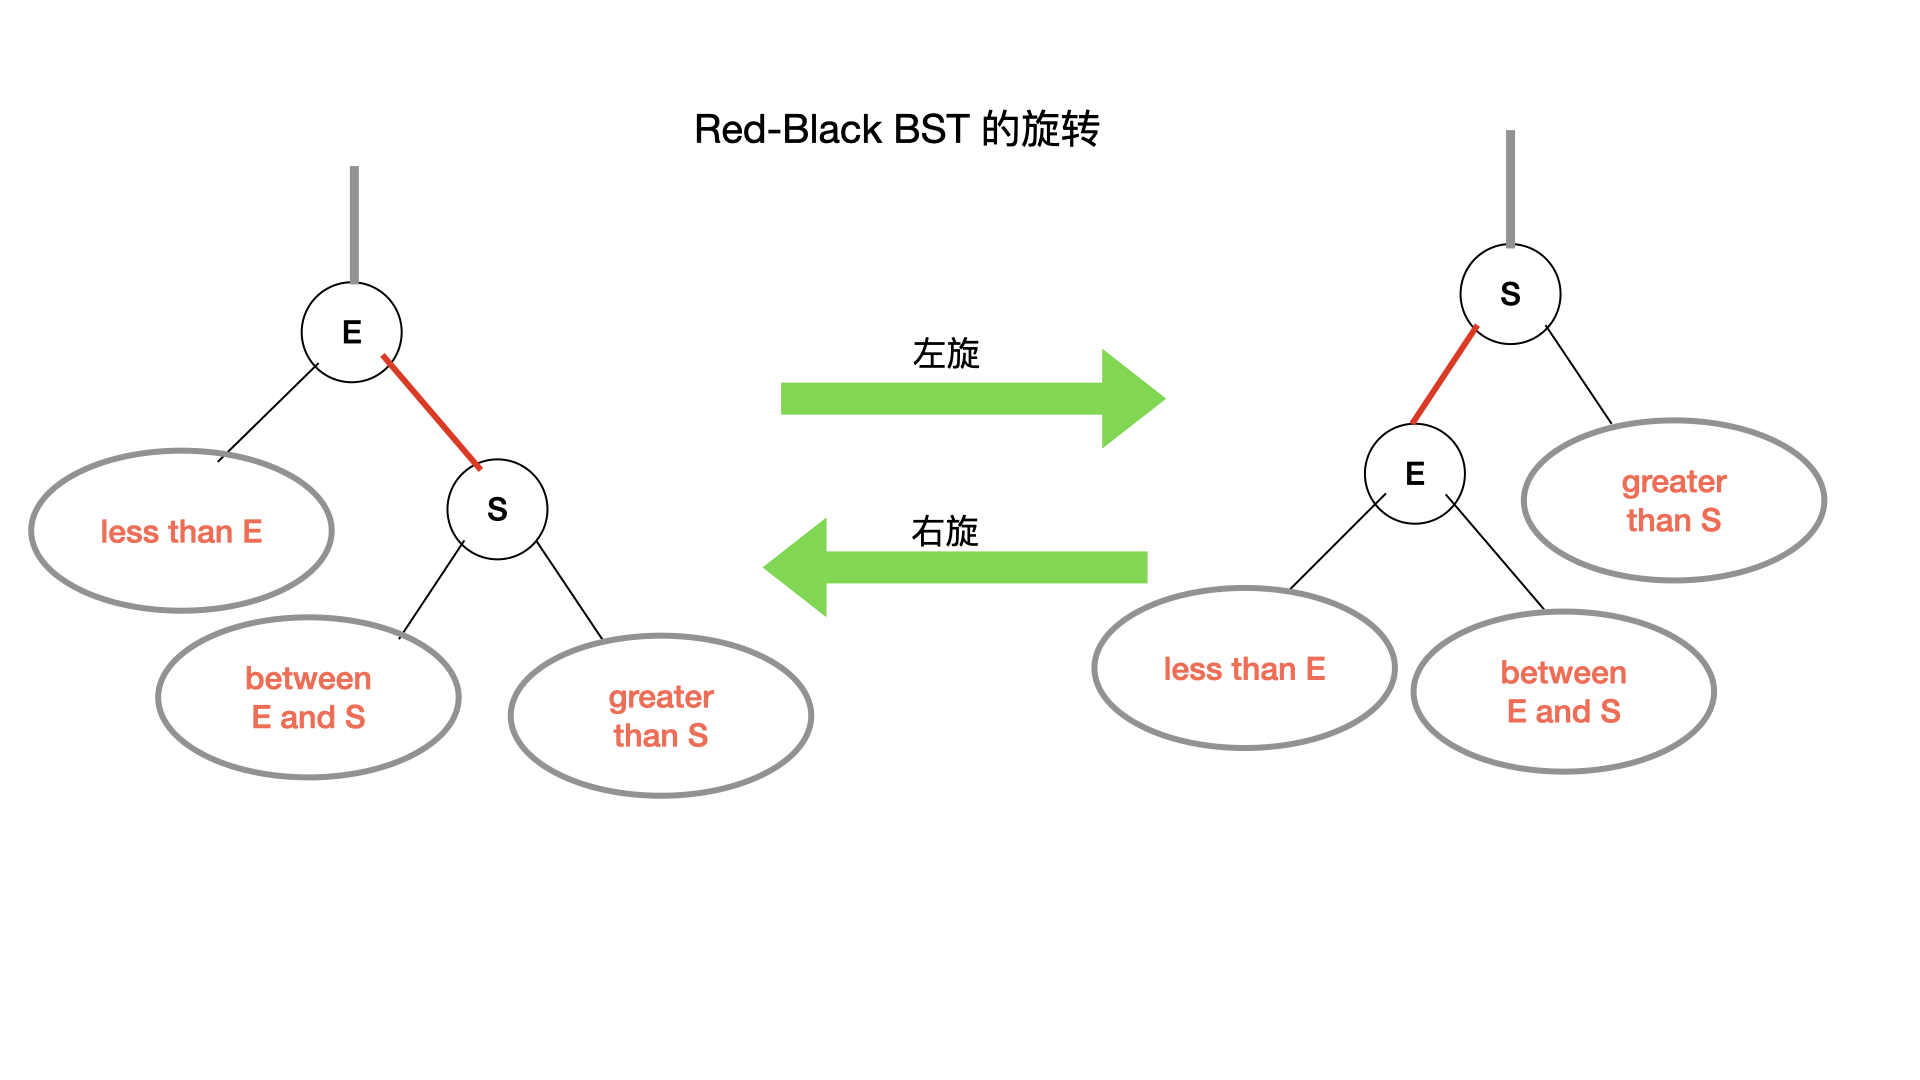 Red-Black BST 的旋转
E
S
less than E
between
E and S
greater
than S
左旋
右旋
S
E
greater
than S
less than E
between
E and S